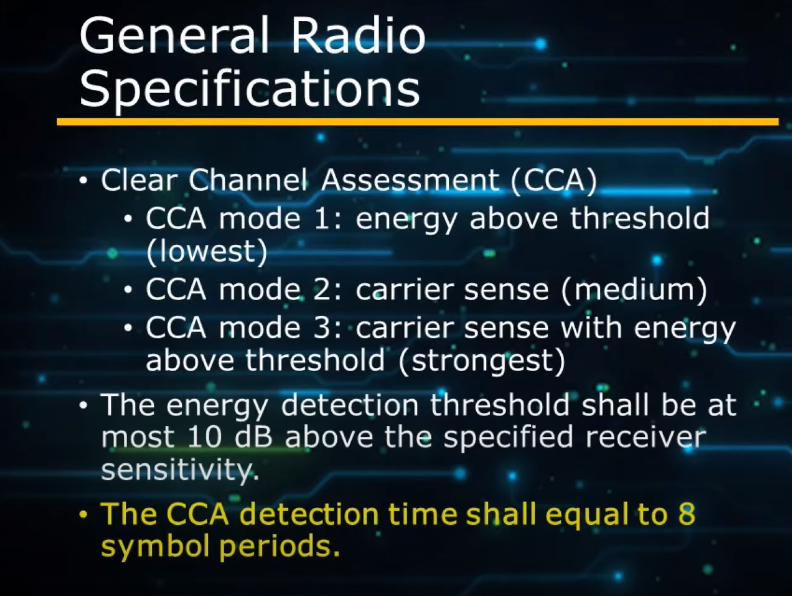 General Radio
Specifications
• Clear Channel Assessment (CCA)
• CCA mode 1: energy above threshold
(lowest)
• CCA mode 2: carrier sense (medium)
• CCA mode 3: carrier sense with energy
above threshold (strongest)
• The energy detection threshold shall be at
most 10 dB above the specified receiver
sensitivity.
• The CCA detection time shall equal to 8
symbol periods.